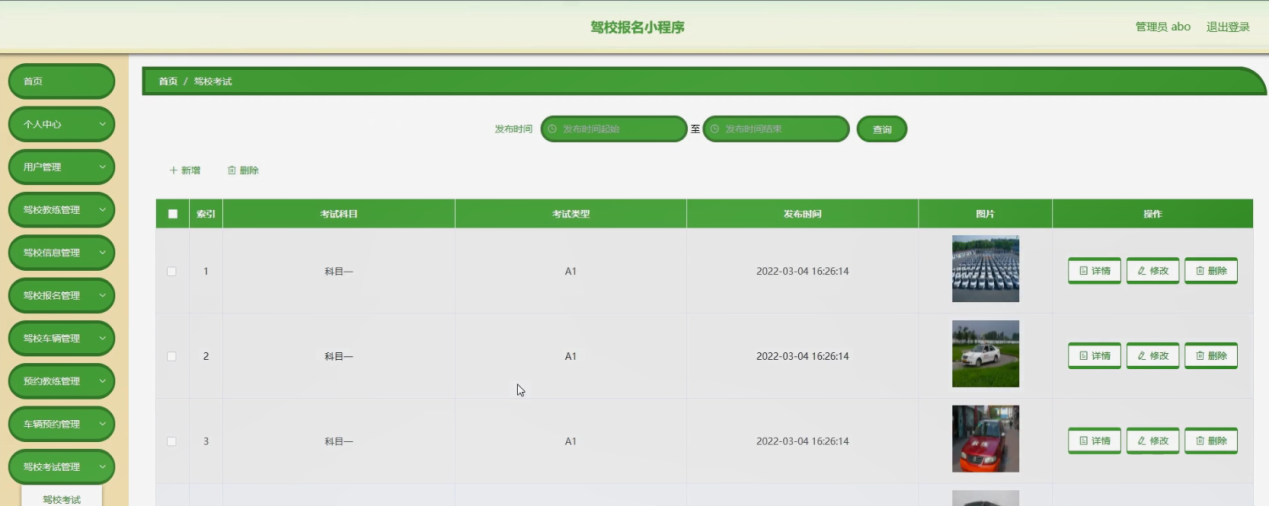 驾校报名小程序
管理员 abo 退出登录
首页
个人中心
用户管理
驾校教练管理
驾校信息管理
驾校报名管理
驾校车辆管理
预约教练管理
车辆预约管理
驾校考试管理
驾校考试
首页 / 驾校考试
发布时间 发布时间起始 至 发布时间结束 查询
+ 新增 删除
索引 考试科目 考试类型 发布时间 图片 操作
1 科目一 A1 2022-03-04 16:26:14 详情 修改 删除
2 科目一 A1 2022-03-04 16:26:14 详情 修改 删除
3 科目一 A1 2022-03-04 16:26:14 详情 修改 删除